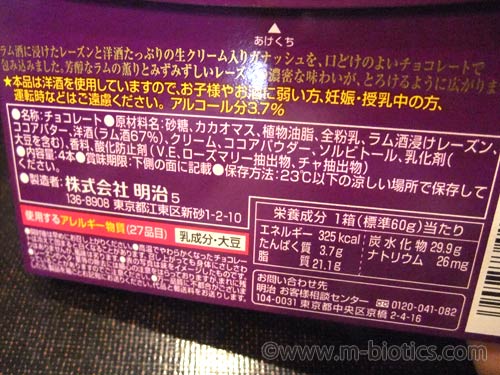 あけくち
ラム酒に浸けたレーズンと洋酒たっぷりの生クリーム入りガナッシュを、口どけのよいチョコレートで
包み込みました。芳醇なラムの薫りとみずみずしいレーズン、濃密な味わいが、とろけるように広がりま
★本品は洋酒を使用していますので、お子様やお酒に弱い方、妊娠・授乳中の方、
運転時などはご遠慮ください。アルコール分3.7%
●名称:チョコレート●原材料名:砂糖、カカオマス、植物油脂、全粉乳、ラム酒浸けレーズン、
ココアバター、洋酒(ラム酒67%)、クリーム、ココアパウダー、ソルビトール、乳化剤(
大豆を含む)、香料、酸化防止剤(V.E、ローズマリー抽出物、チャ抽出物)
●内容量:4本●賞味期限:下側の面に記載●保存方法:23℃以下の涼しい場所で保存して
ください。
●製造者:株式会社 明治 5
136-8908 東京都江東区新砂1-2-10
使用するアレルギー物質(27品目) 乳成分・大豆
栄養成分 1箱(標準60g)当たり
エネルギー 325kcal 炭水化物 29.9g
たんぱく質 3.7g ナトリウム 26mg
脂質 21.1g
お問い合わせ先
明治 お客様相談センター 0120-041-082
104-0031 東京都中央区京橋 2-4-16
©www.m-biotics.com